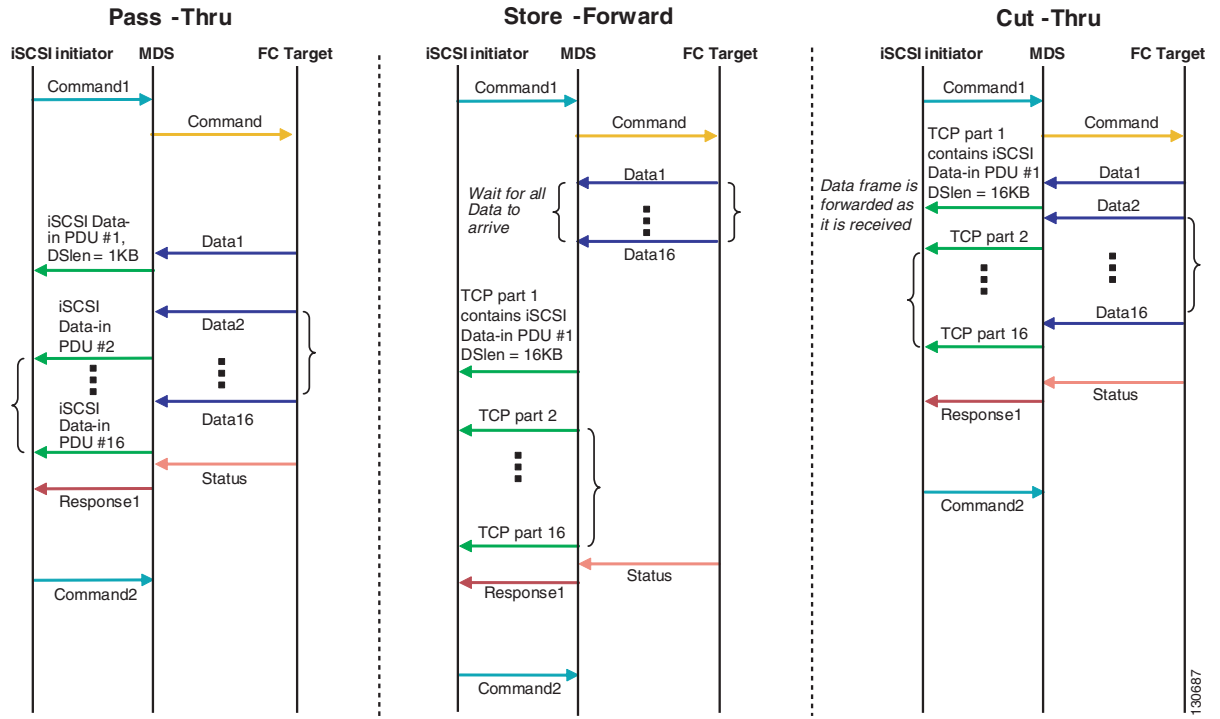 Pass -Thru
iSCSI initiator
MDS
FC Target
Command1
Command
iSCSI Data-
in PDU #1,
DSlen = 1KB
Data1
iSCSI
Data-in
PDU #2
Data2
iSCSI
Data-in
PDU #16
Data16
Status
Response1
Command2
Store -Forward
iSCSI initiator
MDS
FC Target
Command1
Command
Data1
Wait for all
Data to
arrive
Data16
TCP part 1
contains iSCSI
Data-in PDU #1
DSlen = 16KB
TCP part 2
TCP part 16
Status
Response1
Command2
Cut -Thru
iSCSI initiator
MDS
FC Target
Command1
Command
TCP part 1
contains iSCSI
Data-in PDU #1
DSlen = 16KB
Data1
Data frame is
forwarded as
it is received
Data2
TCP part 2
Data16
TCP part 16
Status
Response1
Command2
130687